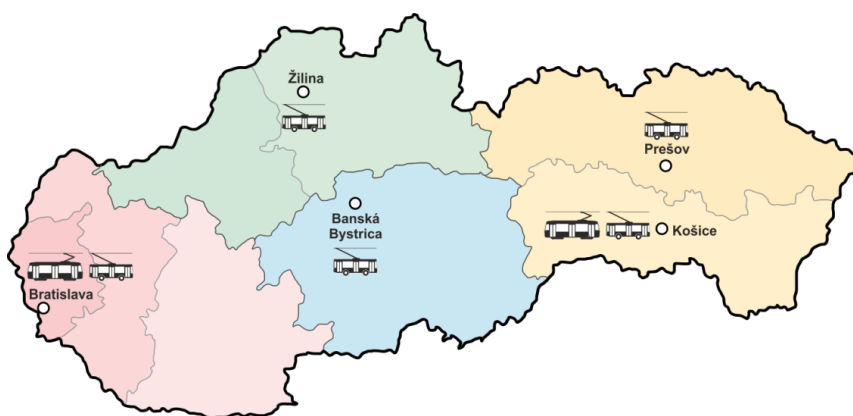 Žilina
Prešov
Banská
Bystrica
Košice
Bratislava